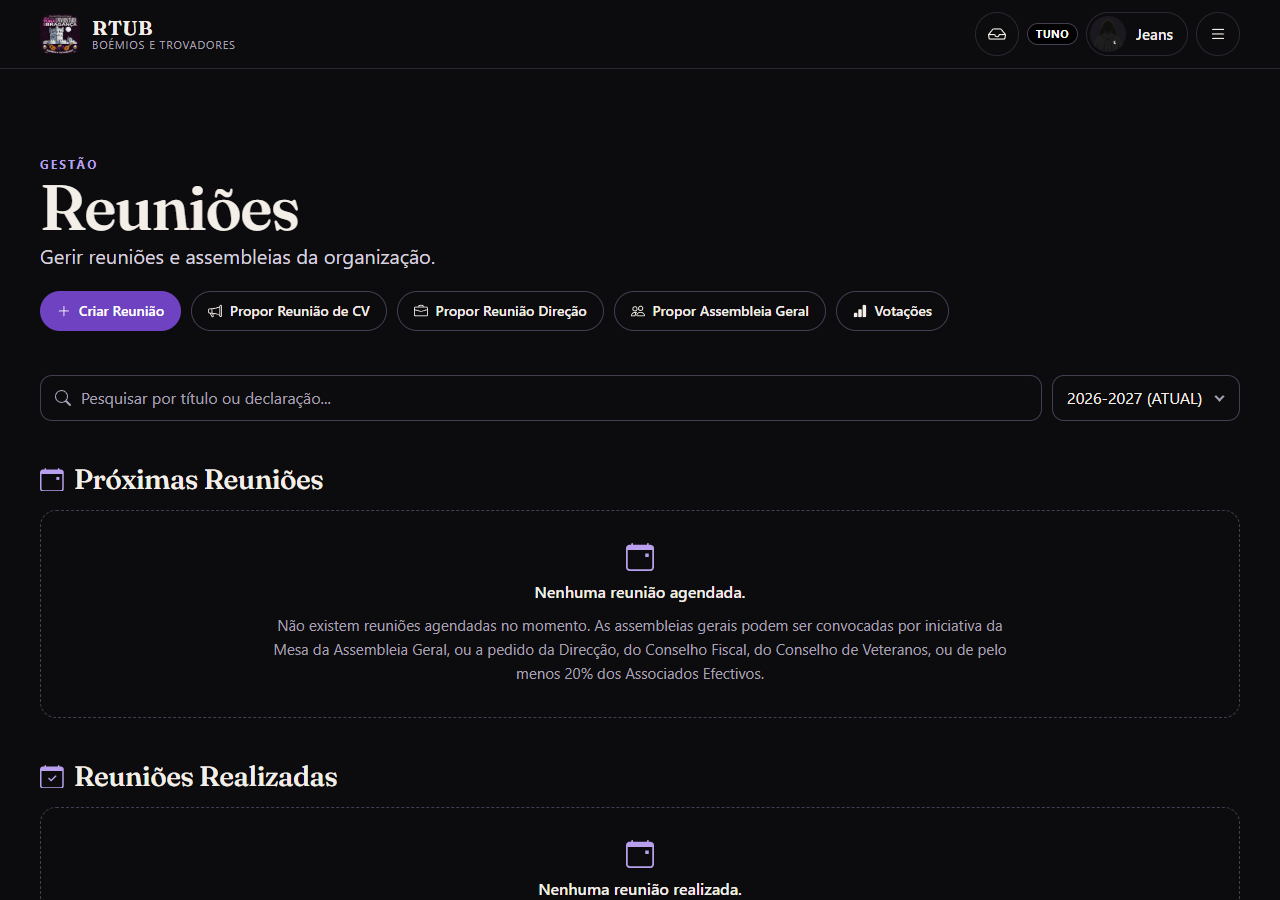 RTUB
BOÉMIOS E TROVADORES
TUNO
Jeans
GESTÃO
Reuniões
Gerir reuniões e assembleias da organização.
Criar Reunião
Propor Reunião de CV
Propor Reunião Direção
Propor Assembleia Geral
Votações
Pesquisar por título ou declaração...
2026-2027 (ATUAL)
Próximas Reuniões
Nenhuma reunião agendada.
Não existem reuniões agendadas no momento. As assembleias gerais podem ser convocadas por iniciativa da
Mesa da Assembleia Geral, ou a pedido da Direcção, do Conselho Fiscal, do Conselho de Veteranos, ou de pelo
menos 20% dos Associados Efectivos.
Reuniões Realizadas
Nenhuma reunião realizada.